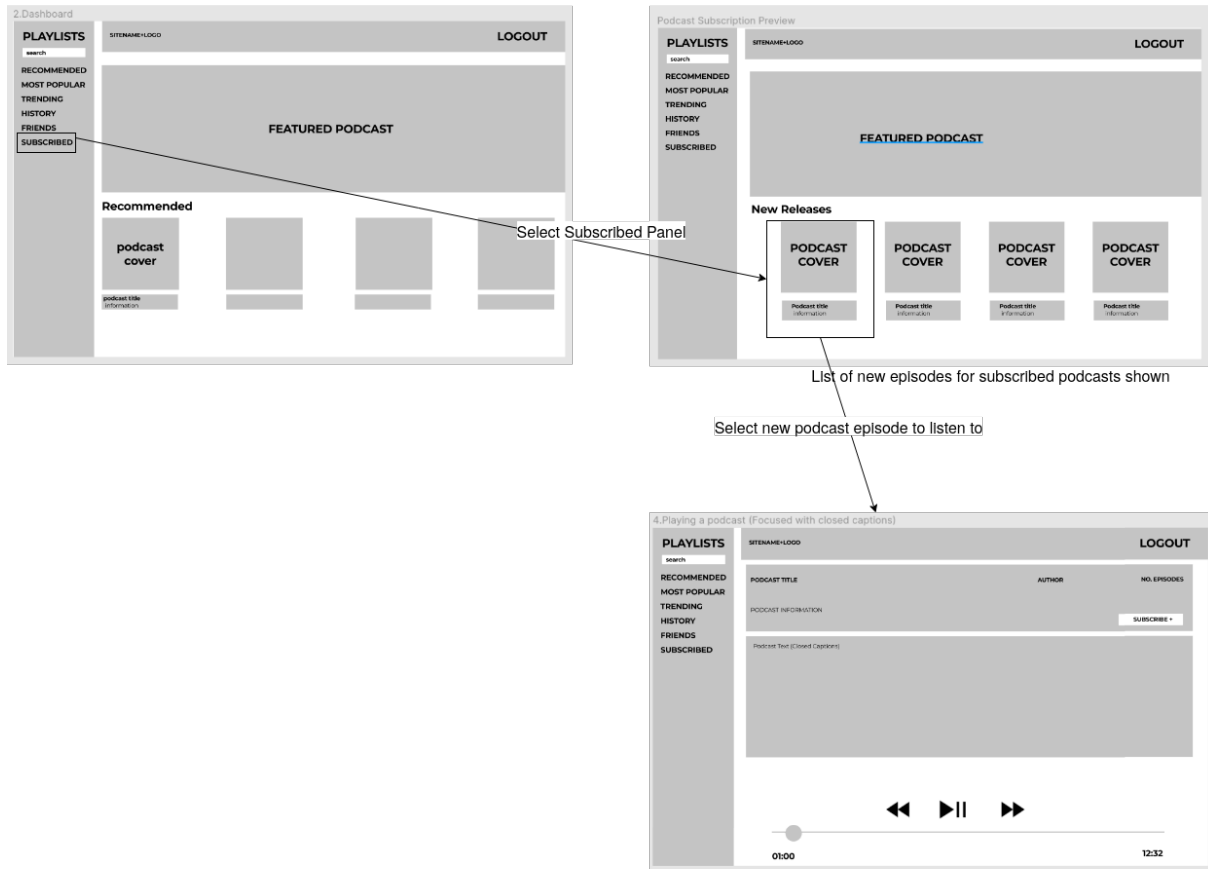 2.Dashboard
PLAYLISTS
search
RECOMMENDED
MOST POPULAR
TRENDING
HISTORY
FRIENDS
SUBSCRIBED
SITENAME+LOGO
LOGOUT
FEATURED PODCAST
Recommended
podcast
cover
podcast title
information
Select Subscribed Panel
Podcast Subscription Preview
PLAYLISTS
search
RECOMMENDED
MOST POPULAR
TRENDING
HISTORY
FRIENDS
SUBSCRIBED
SITENAME+LOGO
LOGOUT
FEATURED PODCAST
New Releases
PODCAST
COVER
Podcast title
information
PODCAST
COVER
Podcast title
information
PODCAST
COVER
Podcast title
information
PODCAST
COVER
Podcast title
information
List of new episodes for subscribed podcasts shown
Select new podcast episode to listen to
4.Playing a podcast (Focused with closed captions)
PLAYLISTS
search
RECOMMENDED
MOST POPULAR
TRENDING
HISTORY
FRIENDS
SUBSCRIBED
SITENAME+LOGO
LOGOUT
PODCAST TITLE
AUTHOR
NO. EPISODES
PODCAST INFORMATION
SUBSCRIBE +
Podcast Text (Closed Captions)
01:00
12:32